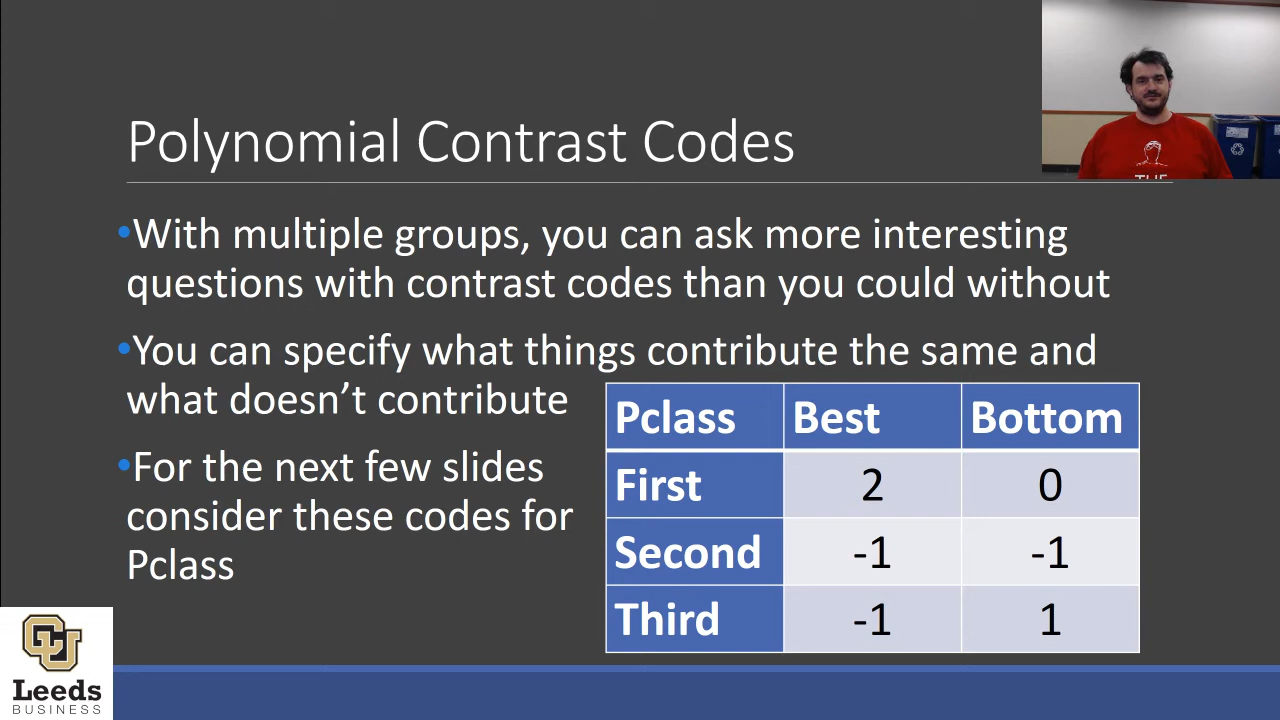 Polynomial Contrast Codes
•With multiple groups, you can ask more interesting
questions with contrast codes than you could without
•You can specify what things contribute the same and
what doesn’t contribute
•For the next few slides
consider these codes for
Pclass
Pclass Best Bottom
First 2 0
Second -1 -1
Third -1 1
THE
CU
Leeds
BUSINESS